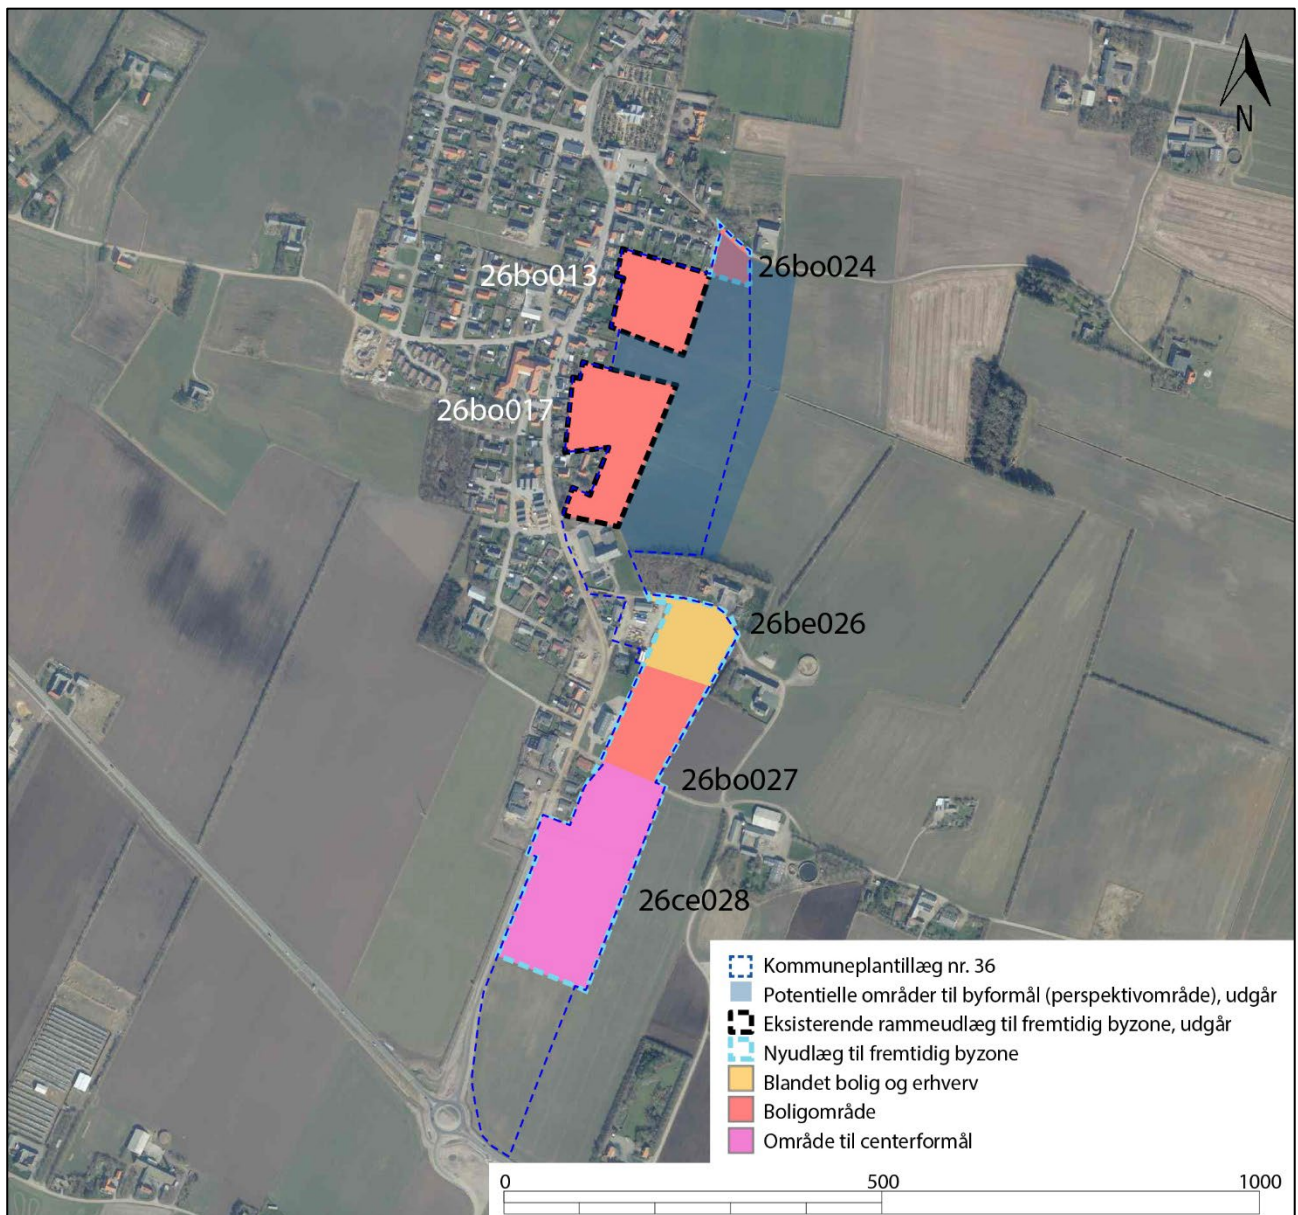 N
26bo013
26bo024
26bo017
26be026
26bo027
26ce028
Kommuneplantillæg nr. 36
Potentielle områder til byformål (perspektivområde), udgår
Eksisterende rammeudlæg til fremtidig byzone, udgår
Nyudlæg til fremtidig byzone
Blandet bolig og erhverv
Boligområde
Område til centerformål
0 500 1000